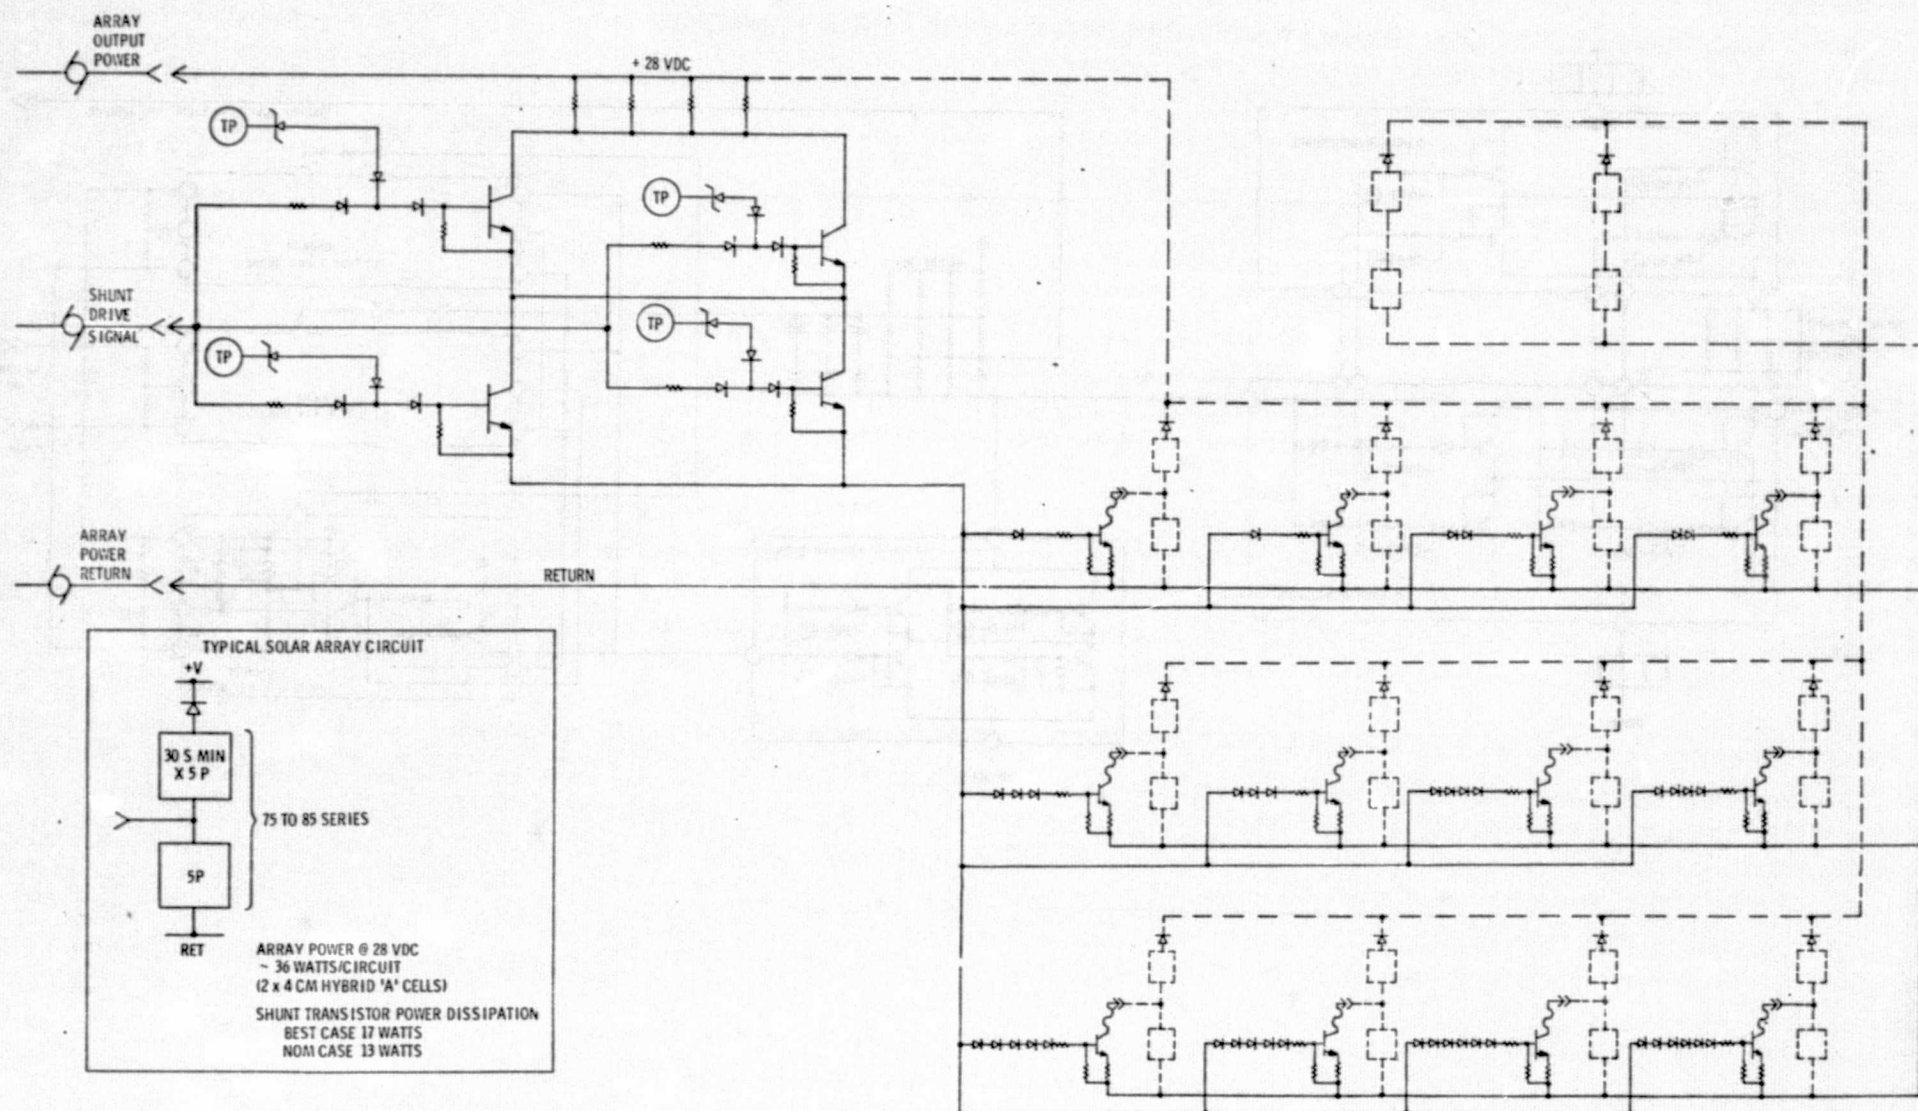 ARRAY
OUTPUT
POWER
+ 28 VDC
TP
TP
SHUNT
DRIVE
SIGNAL
TP
TP
ARRAY
POWER
RETURN
RETURN
TYPICAL SOLAR ARRAY CIRCUIT
+V
30 S MIN
X 5 P
75 TO 85 SERIES
5P
RET
ARRAY POWER @ 28 VDC
~ 36 WATTS/CIRCUIT
(2 x 4 CM HYBRID 'A' CELLS)
SHUNT TRANSISTOR POWER DISSIPATION
BEST CASE 17 WATTS
NOM CASE 13 WATTS